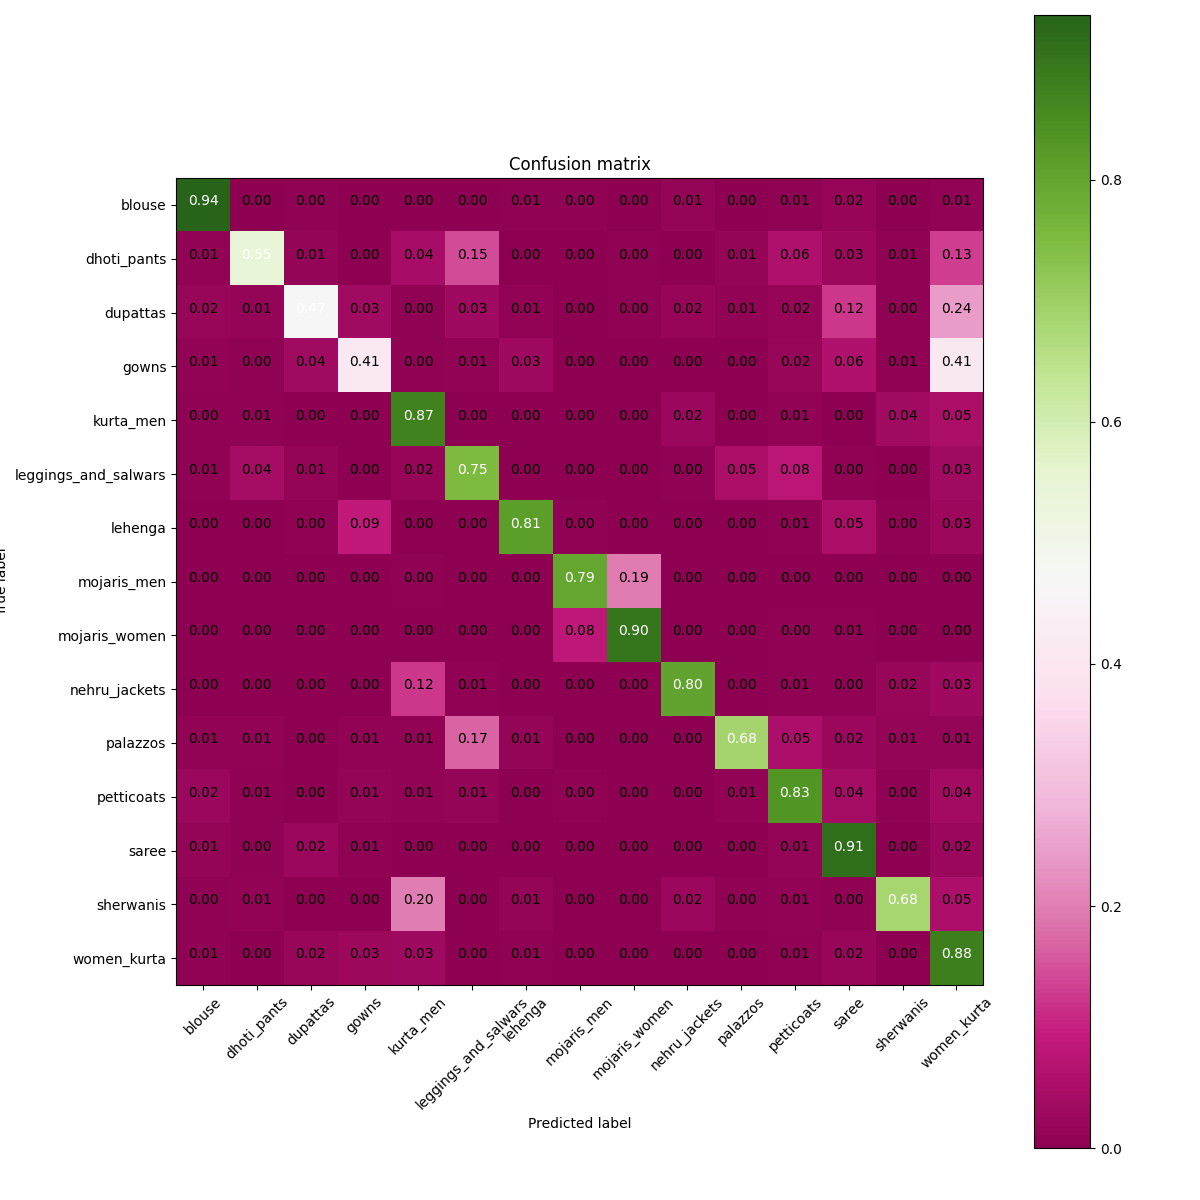 Confusion matrix
blouse 0.94 0.00 0.00 0.00 0.00 0.00 0.01 0.00 0.00 0.01 0.00 0.01 0.02 0.00 0.01
dhoti_pants 0.01 0.55 0.01 0.00 0.04 0.15 0.00 0.00 0.00 0.00 0.01 0.06 0.03 0.01 0.13
dupattas 0.02 0.01 0.47 0.03 0.00 0.03 0.01 0.00 0.00 0.02 0.01 0.02 0.12 0.00 0.24
gowns 0.01 0.00 0.04 0.41 0.00 0.01 0.03 0.00 0.00 0.00 0.00 0.02 0.06 0.01 0.41
kurta_men 0.00 0.01 0.00 0.00 0.87 0.00 0.00 0.00 0.00 0.02 0.00 0.01 0.00 0.04 0.05
leggings_and_salwars 0.01 0.04 0.01 0.00 0.02 0.75 0.00 0.00 0.00 0.00 0.05 0.08 0.00 0.00 0.03
lehenga 0.00 0.00 0.00 0.09 0.00 0.00 0.81 0.00 0.00 0.00 0.00 0.01 0.05 0.00 0.03
mojaris_men 0.00 0.00 0.00 0.00 0.00 0.00 0.00 0.79 0.19 0.00 0.00 0.00 0.00 0.00 0.00
mojaris_women 0.00 0.00 0.00 0.00 0.00 0.00 0.00 0.08 0.90 0.00 0.00 0.00 0.01 0.00 0.00
nehru_jackets 0.00 0.00 0.00 0.00 0.12 0.01 0.00 0.00 0.00 0.80 0.00 0.01 0.00 0.02 0.03
palazzos 0.01 0.01 0.00 0.01 0.01 0.17 0.01 0.00 0.00 0.00 0.68 0.05 0.02 0.01 0.01
petticoats 0.02 0.01 0.00 0.01 0.01 0.01 0.00 0.00 0.00 0.00 0.01 0.83 0.04 0.00 0.04
saree 0.01 0.00 0.02 0.01 0.00 0.00 0.00 0.00 0.00 0.00 0.00 0.01 0.91 0.00 0.02
sherwanis 0.00 0.01 0.00 0.00 0.20 0.00 0.01 0.00 0.00 0.02 0.00 0.01 0.00 0.68 0.05
women_kurta 0.01 0.00 0.02 0.03 0.03 0.00 0.01 0.00 0.00 0.00 0.00 0.01 0.02 0.00 0.88
blouse dhoti_pants dupattas gowns kurta_men leggings_and_salwars lehenga mojaris_men mojaris_women nehru_jackets palazzos petticoats saree sherwanis women_kurta
Predicted label
label
0.8
0.6
0.4
0.2
0.0